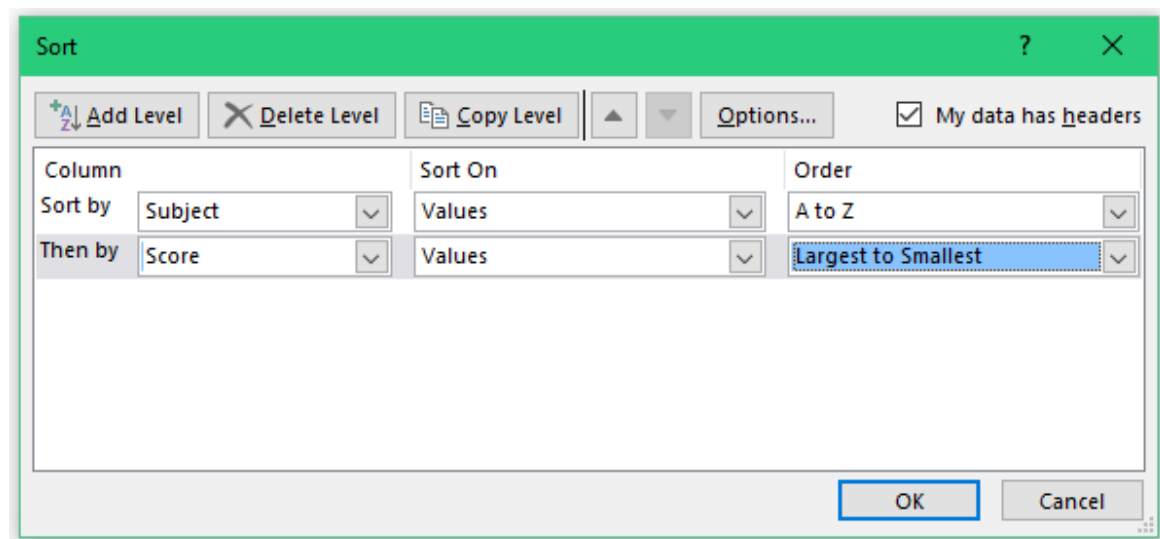 Sort ?
Add Level Delete Level Copy Level Options... My data has headers
Column Sort On Order
Sort by Subject Values A to Z
Then by Score Values Largest to Smallest
OK Cancel